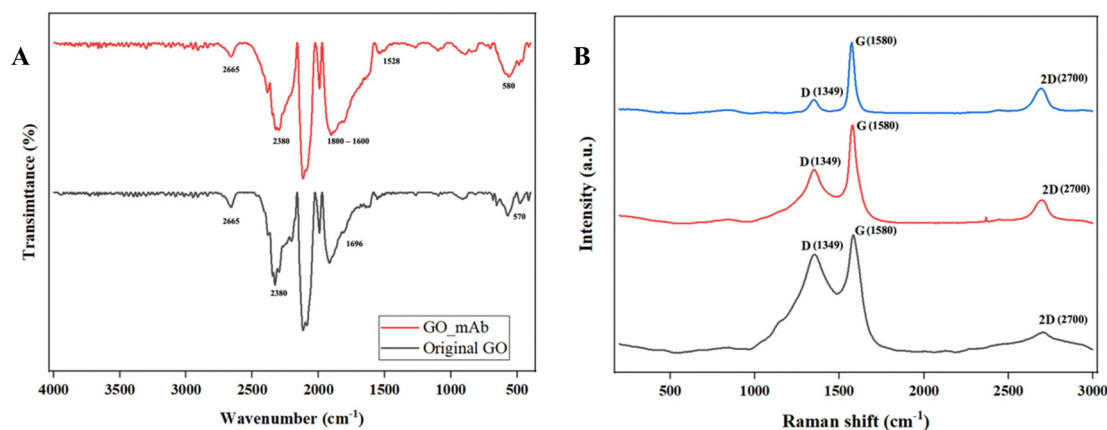 A
2665
2380
1800 – 1600
1528
580
2665
2380
1696
570
GO_mAb
Original GO
Transimttance (%)
4000 3500 3000 2500 2000 1500 1000 500
Wavenumber (cm⁻¹)
B
G (1580)
D (1349)
2D (2700)
G (1580)
D (1349)
2D (2700)
G (1580)
D (1349)
2D (2700)
Intensity (a.u.)
500 1000 1500 2000 2500 3000
Raman shift (cm⁻¹)